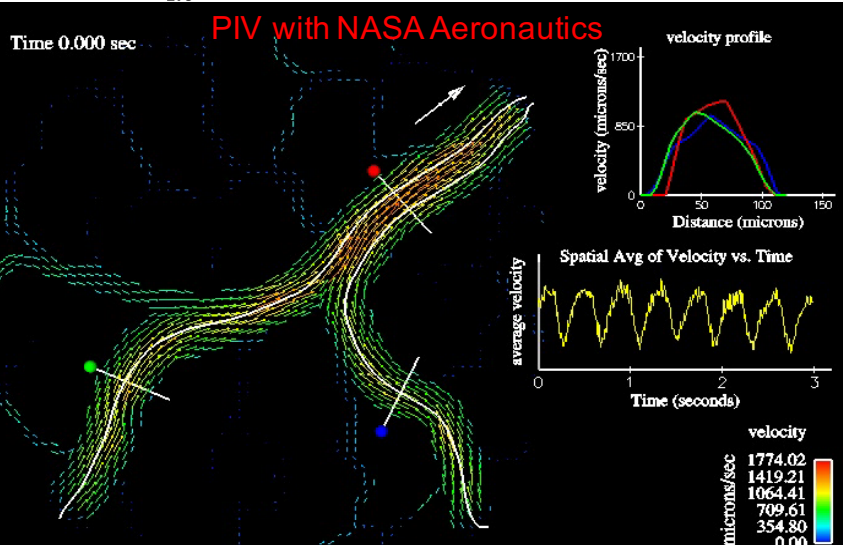 PIV with NASA Aeronautics
Time 0.000 sec
velocity profile
velocity (microns/sec)
1700
850
0
0 50 100 150
Distance (microns)
Spatial Avg of Velocity vs. Time
average velocity
0 1 2 3
Time (seconds)
velocity
microns/sec
1774.02
1419.21
1064.41
709.61
354.80
0.00